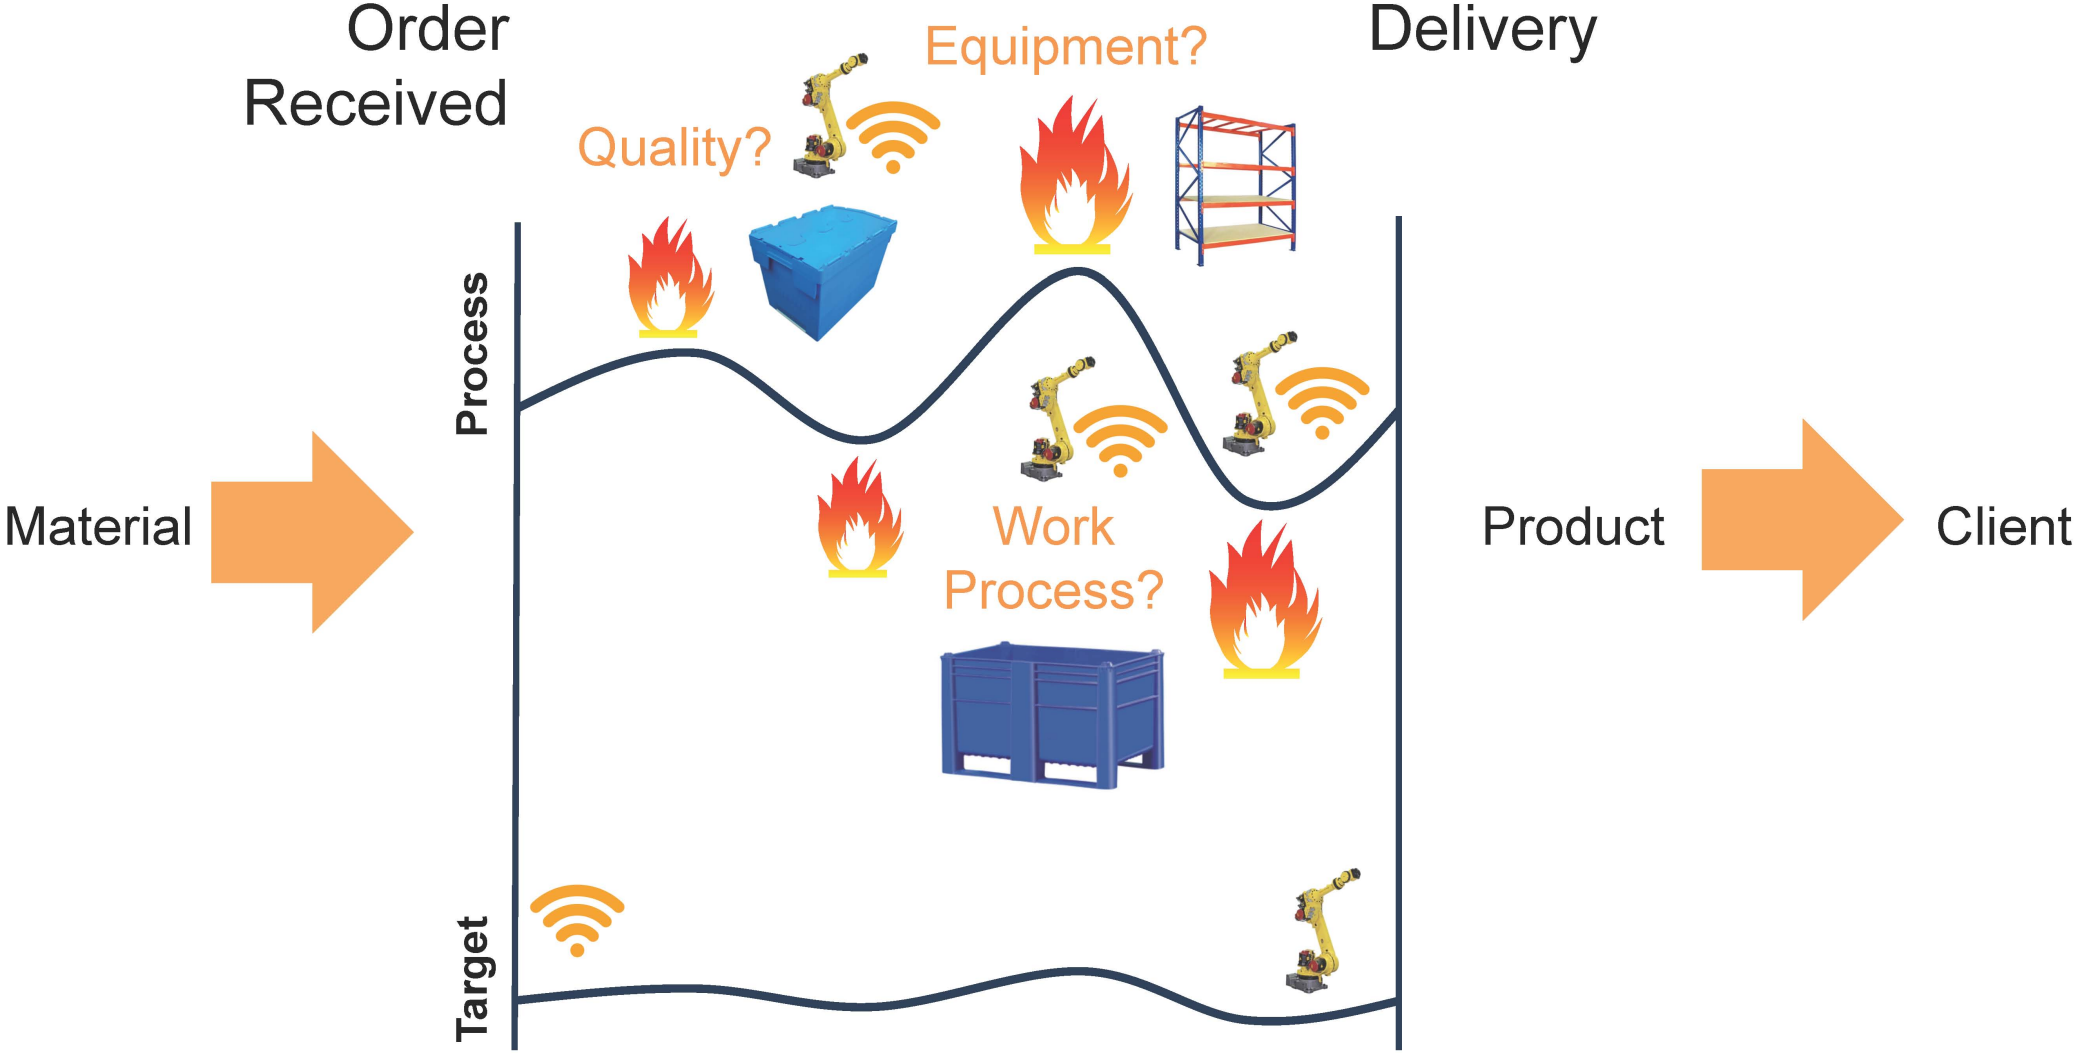 Order
Received
Delivery
Equipment?
Quality?
Process
Material
Work
Process?
Product
Client
Target